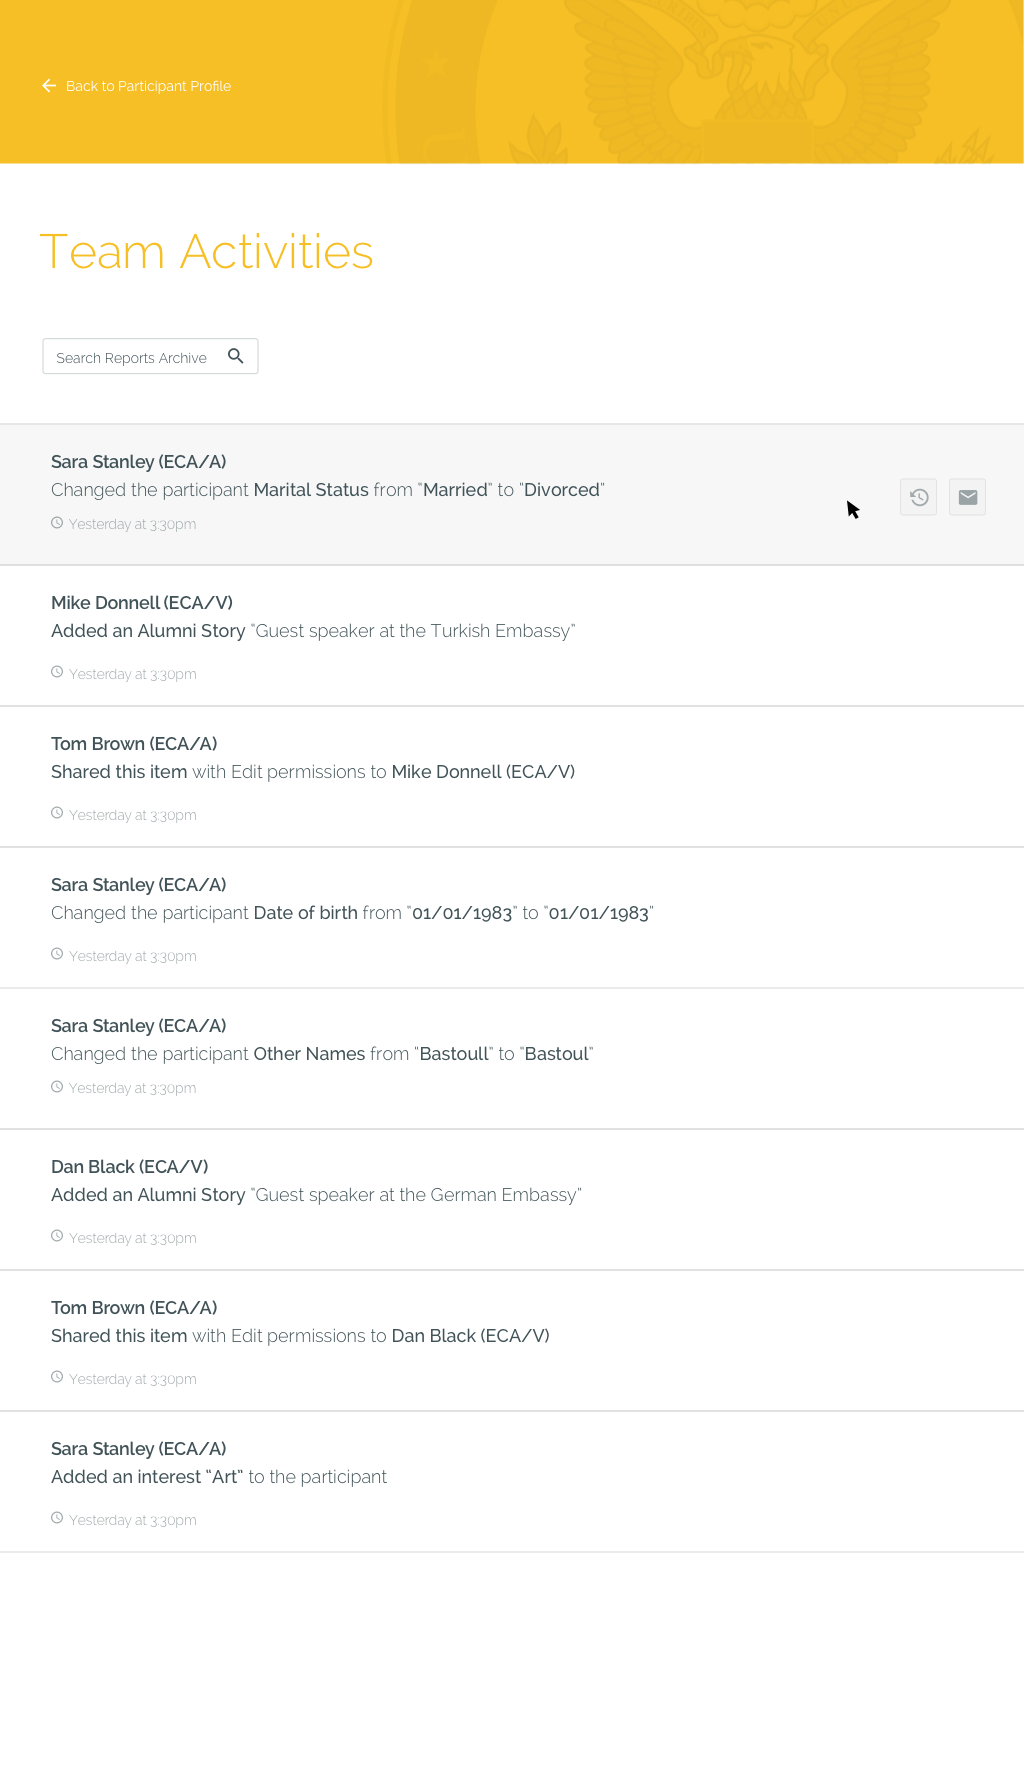 Back to Participant Profile
Team Activities
Search Reports Archive
Sara Stanley (ECA/A)
Changed the participant Marital Status from "Married" to "Divorced"
Yesterday at 3:30pm
Mike Donnell (ECA/V)
Added an Alumni Story "Guest speaker at the Turkish Embassy"
Yesterday at 3:30pm
Tom Brown (ECA/A)
Shared this item with Edit permissions to Mike Donnell (ECA/V)
Yesterday at 3:30pm
Sara Stanley (ECA/A)
Changed the participant Date of birth from "01/01/1983" to "01/01/1983"
Yesterday at 3:30pm
Sara Stanley (ECA/A)
Changed the participant Other Names from "Bastoull" to "Bastoul"
Yesterday at 3:30pm
Dan Black (ECA/V)
Added an Alumni Story "Guest speaker at the German Embassy"
Yesterday at 3:30pm
Tom Brown (ECA/A)
Shared this item with Edit permissions to Dan Black (ECA/V)
Yesterday at 3:30pm
Sara Stanley (ECA/A)
Added an interest "Art" to the participant
Yesterday at 3:30pm